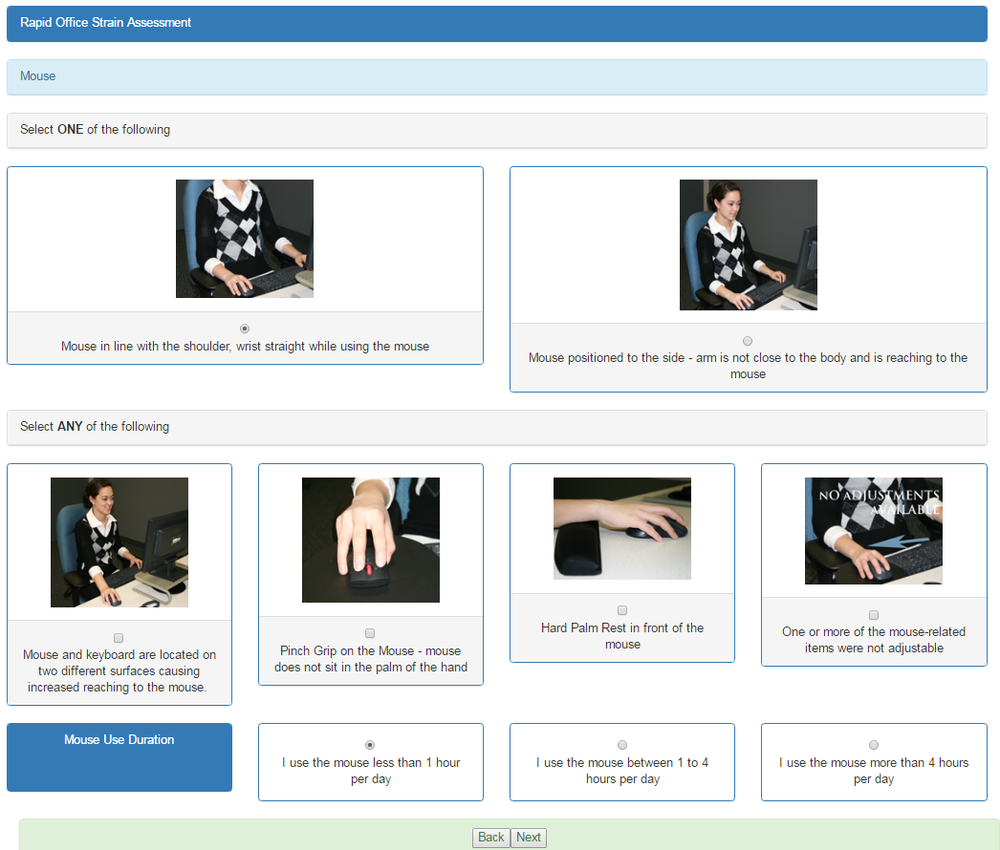 Rapid Office Strain Assessment
Mouse
Select ONE of the following
Mouse in line with the shoulder, wrist straight while using the mouse
Mouse positioned to the side - arm is not close to the body and is reaching to the
mouse
Select ANY of the following
NO ADJUSTMENTS
AVAILABLE
Mouse and keyboard are located on
two different surfaces causing
increased reaching to the mouse.
Pinch Grip on the Mouse - mouse
does not sit in the palm of the hand
Hard Palm Rest in front of the
mouse
One or more of the mouse-related
items were not adjustable
Mouse Use Duration
I use the mouse less than 1 hour
per day
I use the mouse between 1 to 4
hours per day
I use the mouse more than 4 hours
per day
Back Next